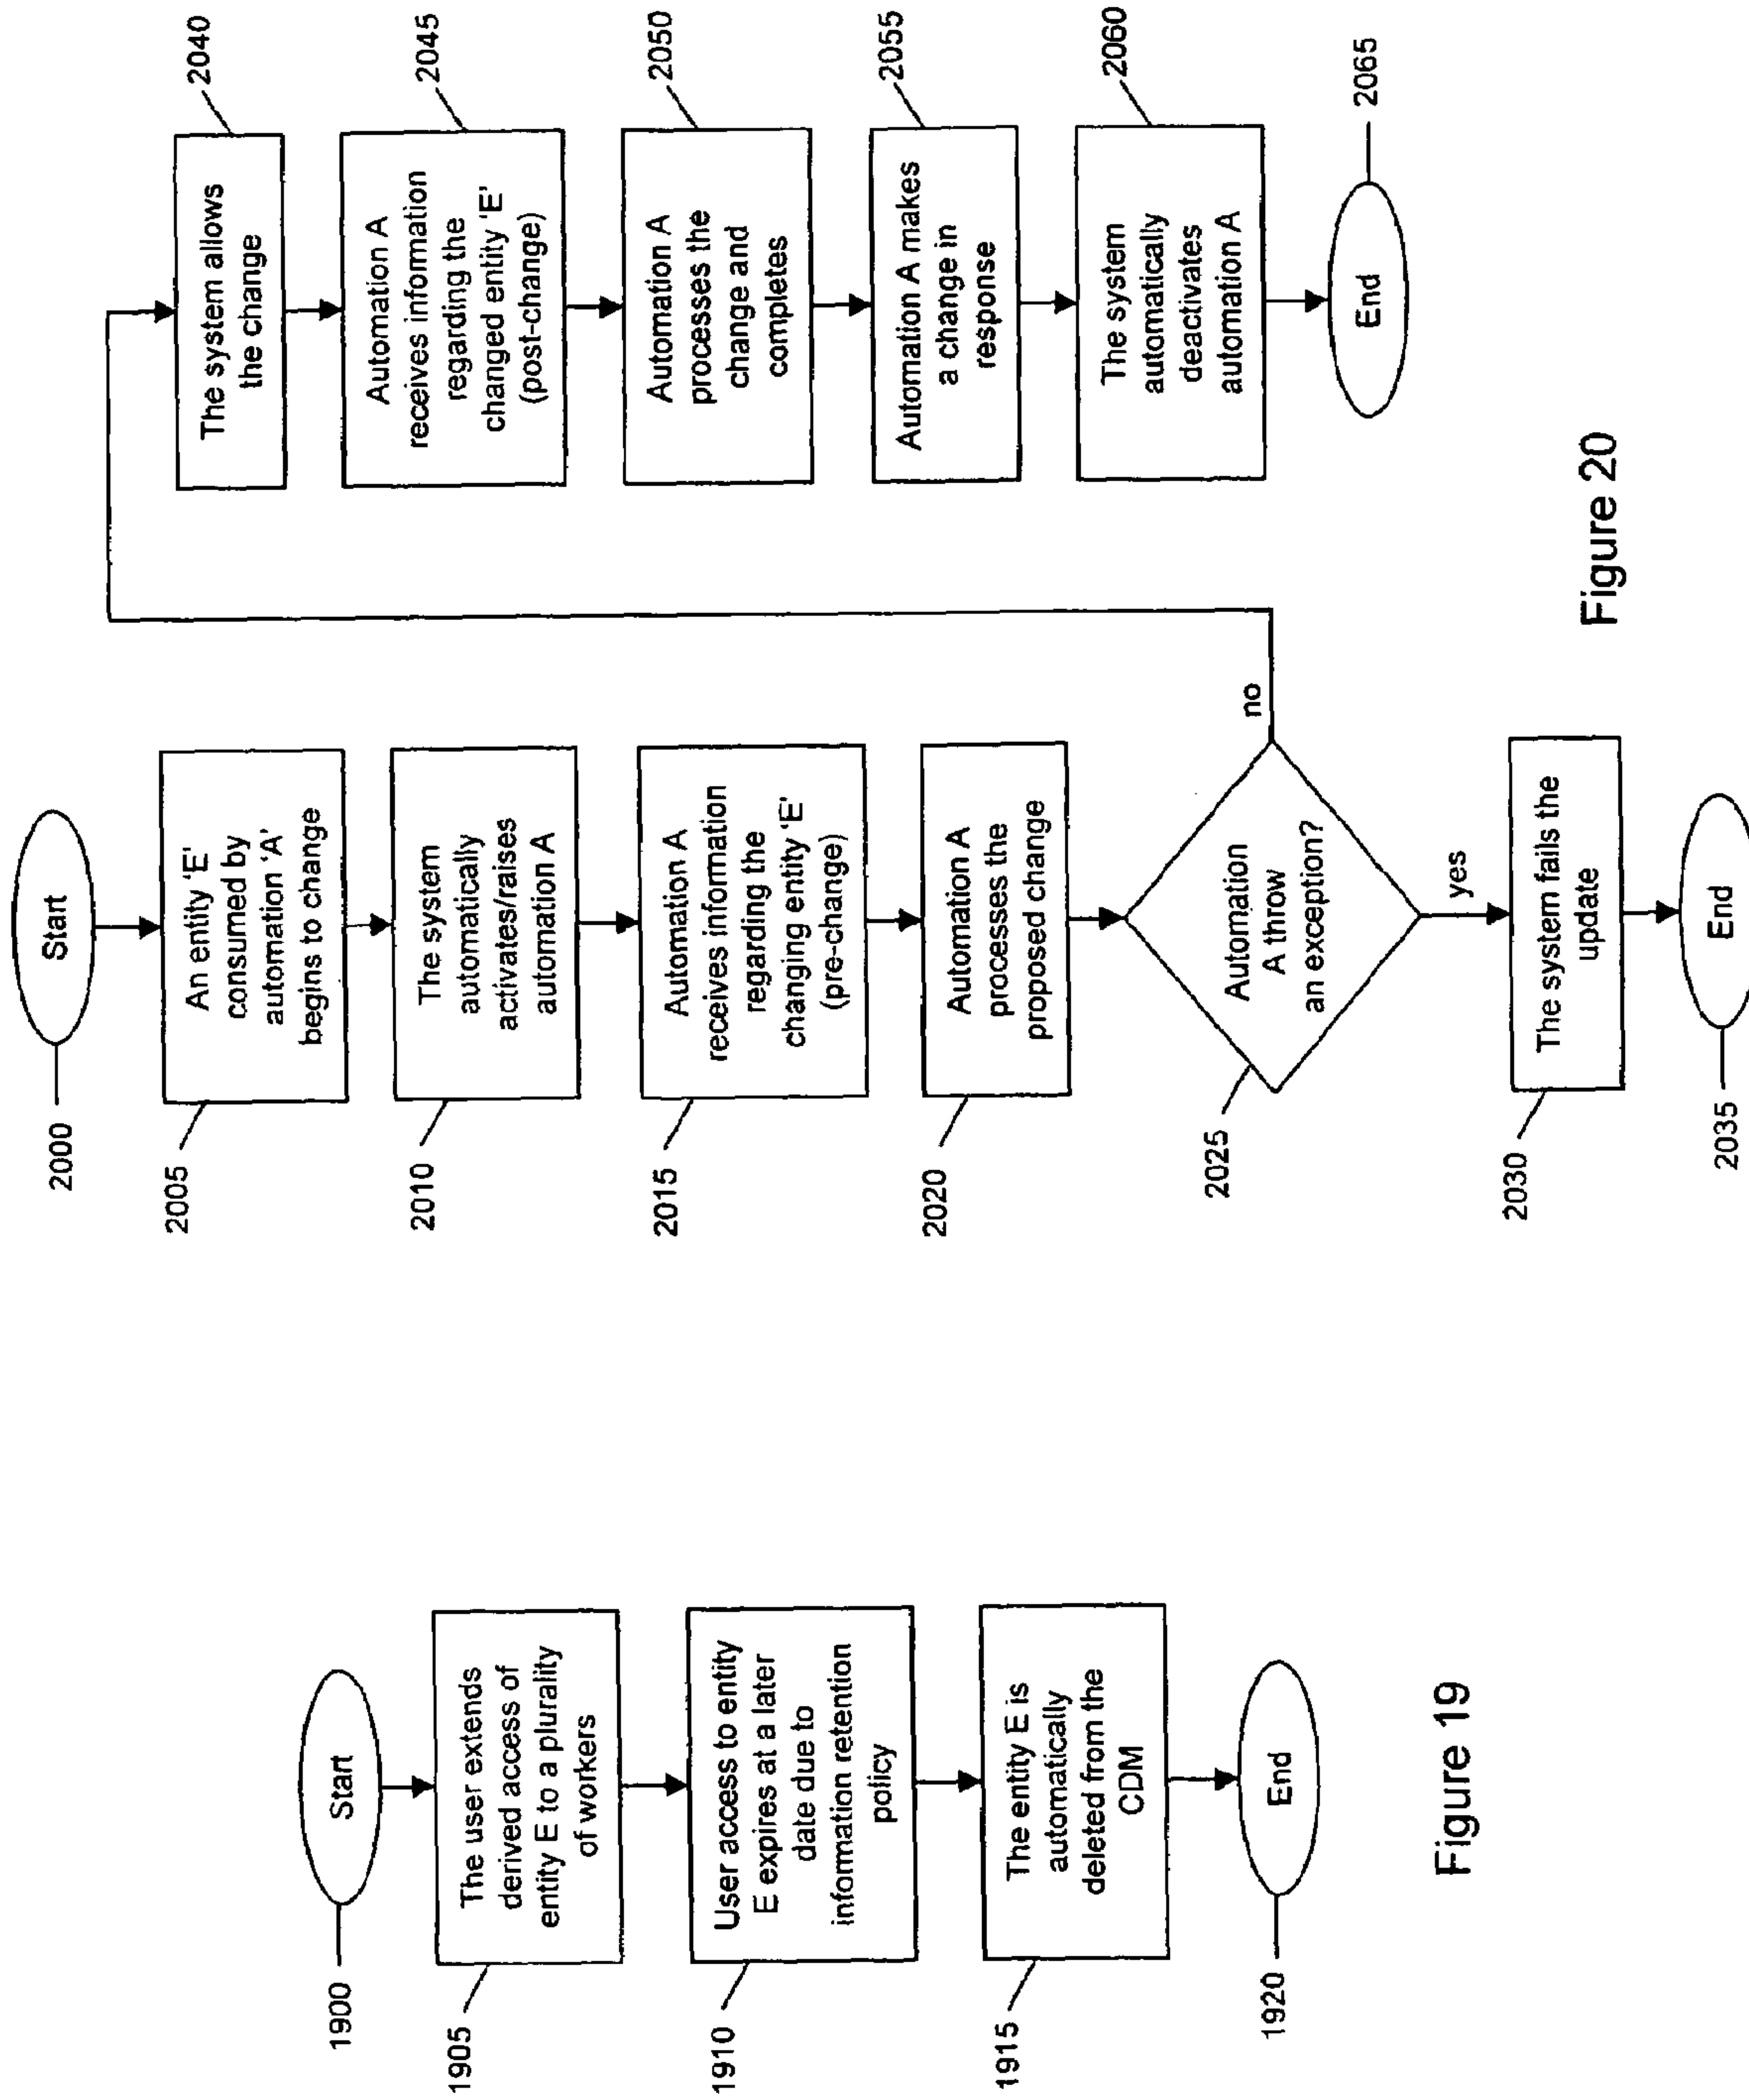 1900
Start
1905
The user extends
derived access of
entity E to a plurality
of workers
1910
User access to entity
E expires at a later
date due to
information retention
policy
1915
The entity E is
automatically
deleted from the
CDM
1920
End
Figure 19
2000
Start
2005
An entity 'E'
consumed by
automation 'A'
begins to change
2010
The system
automatically
activates/raises
automation A
2015
Automation A
receives information
regarding the
changing entity 'E'
(pre-change)
2020
Automation A
processes the
proposed change
2025
Automation
A throw
an exception?
no
yes
2030
The system fails the
update
2035
End
2040
The system allows
the change
2045
Automation A
receives information
regarding the
changed entity 'E'
(post-change)
2050
Automation A
processes the
change and
completes
2055
Automation A makes
a change in
response
2060
The system
automatically
deactivates
automation A
2065
End
Figure 20